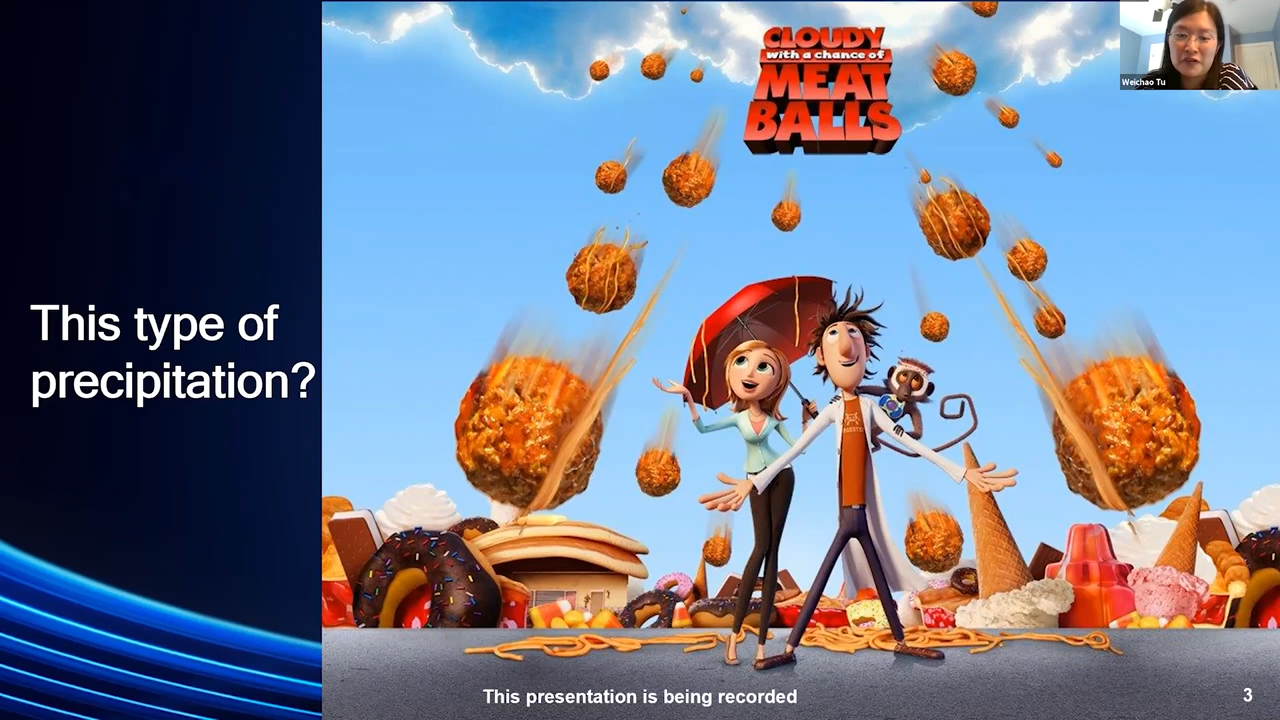 This type of
precipitation?
CLOUDY
with a chance of
MEAT
BALLS
Weichao Tu
This presentation is being recorded
3